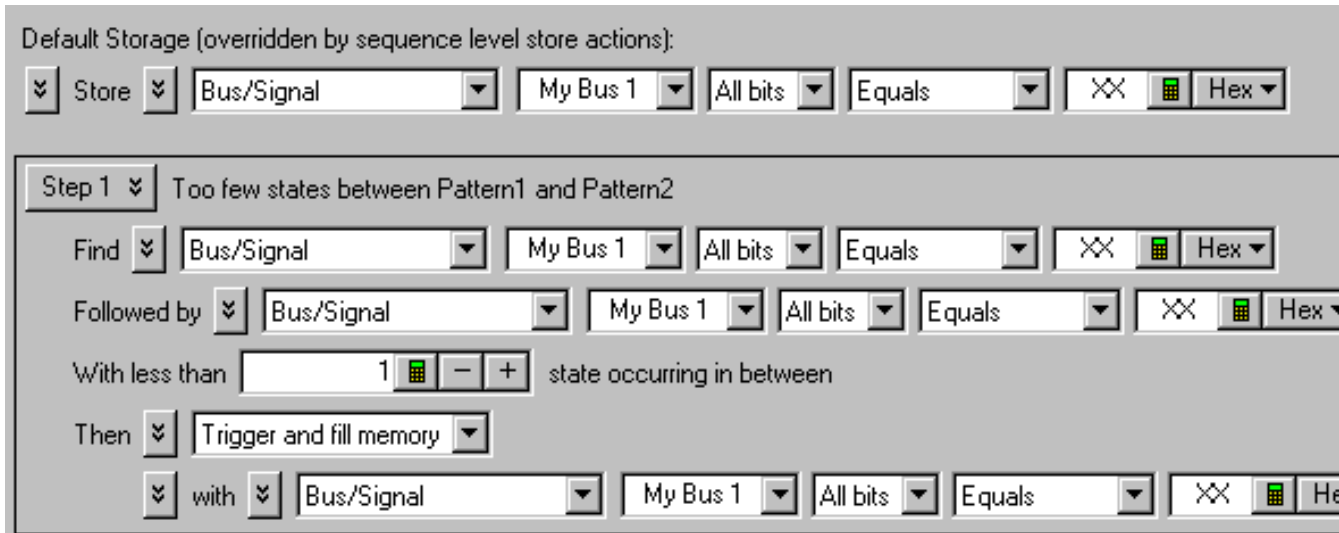 Default Storage (overridden by sequence level store actions):
Store Bus/Signal My Bus 1 All bits Equals XX Hex
Step 1 Too few states between Pattern1 and Pattern2
Find Bus/Signal My Bus 1 All bits Equals XX Hex
Followed by Bus/Signal My Bus 1 All bits Equals XX Hex
With less than 1 − + state occurring in between
Then Trigger and fill memory
with Bus/Signal My Bus 1 All bits Equals XX He